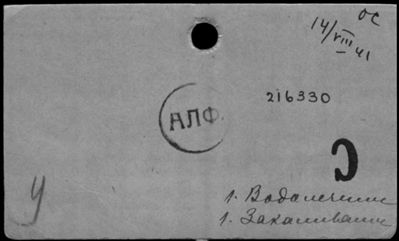 ОС
14/VIII 41
216330
АЛФ.
У
1. Водолечение
1. Закаливание